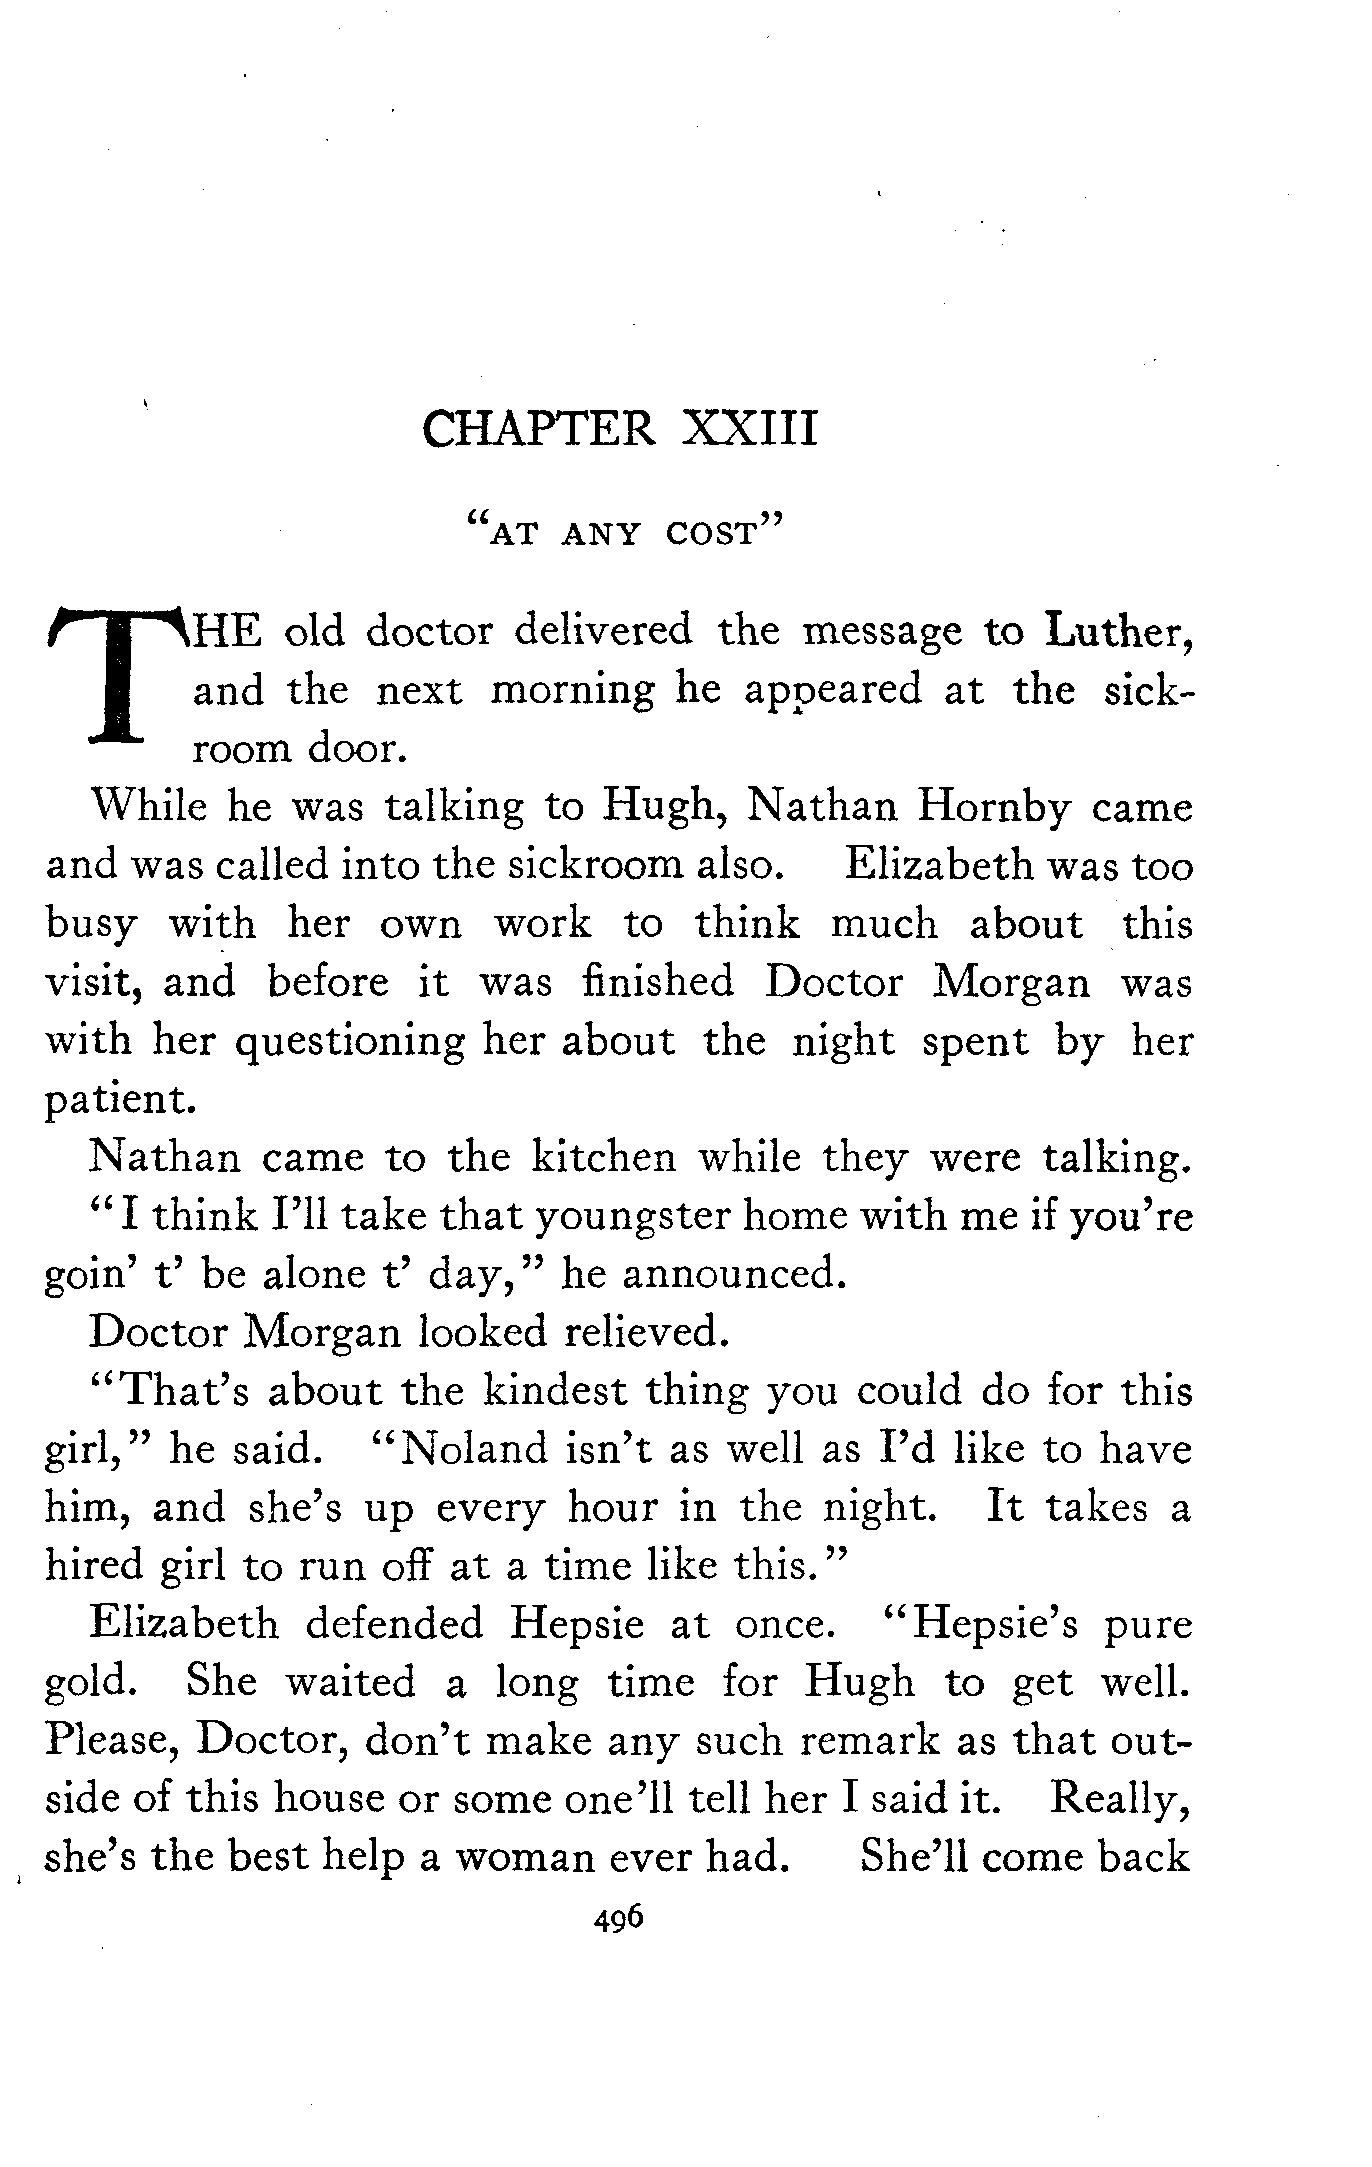 CHAPTER XXIII
“AT ANY COST”
THE old doctor delivered the message to Luther,
and the next morning he appeared at the sick-
room door.
While he was talking to Hugh, Nathan Hornby came
and was called into the sickroom also. Elizabeth was too
busy with her own work to think much about this
visit, and before it was finished Doctor Morgan was
with her questioning her about the night spent by her
patient.
Nathan came to the kitchen while they were talking.
“I think I’ll take that youngster home with me if you’re
goin’ t’ be alone t’ day,” he announced.
Doctor Morgan looked relieved.
“That’s about the kindest thing you could do for this
girl,” he said. “Noland isn’t as well as I’d like to have
him, and she’s up every hour in the night. It takes a
hired girl to run off at a time like this.”
Elizabeth defended Hepsie at once. “Hepsie’s pure
gold. She waited a long time for Hugh to get well.
Please, Doctor, don’t make any such remark as that out-
side of this house or some one’ll tell her I said it. Really,
she’s the best help a woman ever had. She’ll come back
496